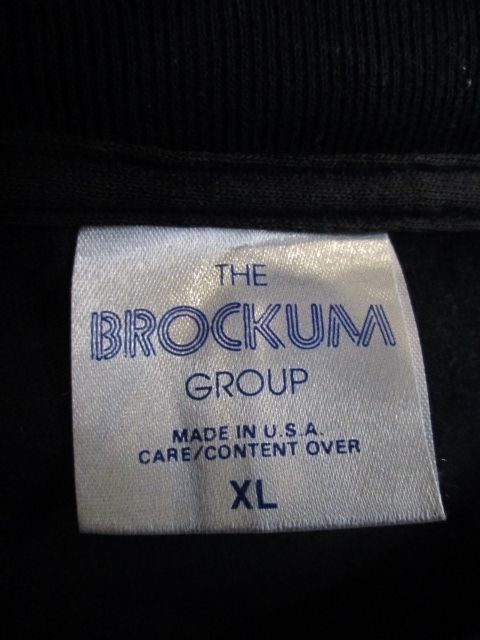 THE
BROCKUM
GROUP
MADE IN U.S.A.
CARE/CONTENT OVER
XL